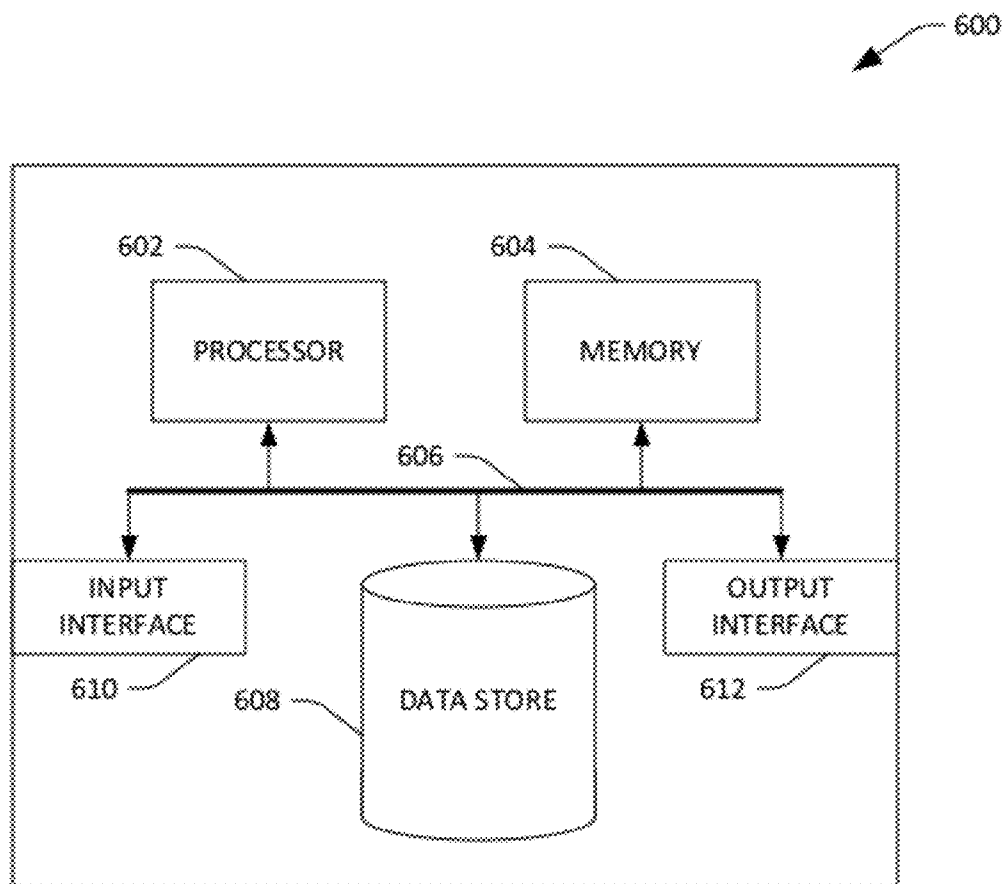 600
602
604
PROCESSOR
MEMORY
606
INPUT
INTERFACE
OUTPUT
INTERFACE
610
608
DATA STORE
612